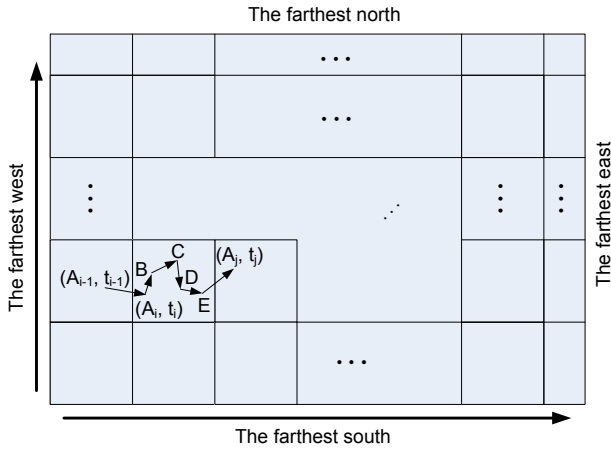 The farthest north
The farthest west
The farthest east
C
(Aj, tj)
B
D
(Ai-1, ti-1)
(Ai, ti)
E
The farthest south